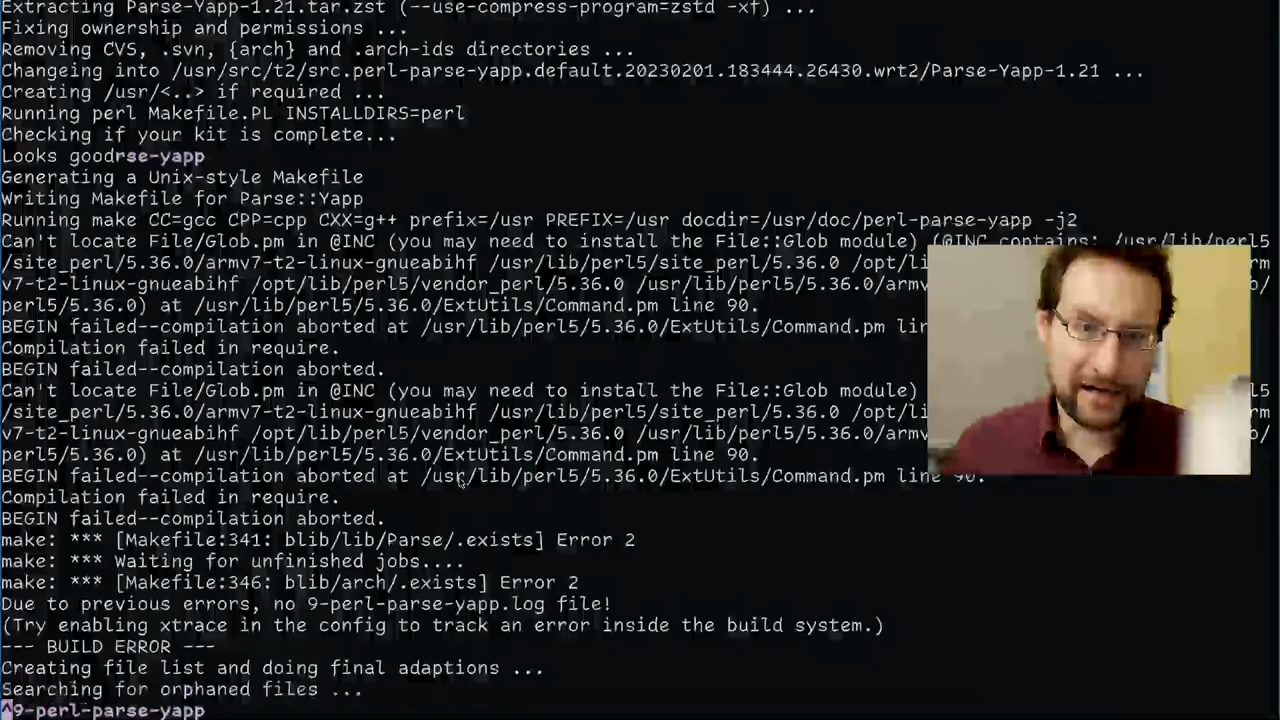 Extracting Parse-Yapp-1.21.tar.zst (--use-compress-program=zstd -xf) ...
Fixing ownership and permissions ...
Removing CVS, .svn, {arch} and .arch-ids directories ...
Changeing into /usr/src/t2/src.perl-parse-yapp.default.20230201.183444.26430.wrt2/Parse-Yapp-1.21 ...
Creating /usr/<..> if required ...
Running perl Makefile.PL INSTALLDIRS=perl
Checking if your kit is complete...
Looks goodrse-yapp
Generating a Unix-style Makefile
Writing Makefile for Parse::Yapp
Running make CC=gcc CPP=cpp CXX=g++ prefix=/usr PREFIX=/usr docdir=/usr/doc/perl-parse-yapp -j2
Can't locate File/Glob.pm in @INC (you may need to install the File::Glob module) (@INC contains: /usr/lib/perl5
/site_perl/5.36.0/armv7-t2-linux-gnueabihf /usr/lib/perl5/site_perl/5.36.0 /opt/li rm
v7-t2-linux-gnueabihf /opt/lib/perl5/vendor_perl/5.36.0 /usr/lib/perl5/5.36.0/armv o/
perl5/5.36.0) at /usr/lib/perl5/5.36.0/ExtUtils/Command.pm line 90.
BEGIN failed--compilation aborted at /usr/lib/perl5/5.36.0/ExtUtils/Command.pm lin
Compilation failed in require.
BEGIN failed--compilation aborted.
Can't locate File/Glob.pm in @INC (you may need to install the File::Glob module) l5
/site_perl/5.36.0/armv7-t2-linux-gnueabihf /usr/lib/perl5/site_perl/5.36.0 /opt/li rm
v7-t2-linux-gnueabihf /opt/lib/perl5/vendor_perl/5.36.0 /usr/lib/perl5/5.36.0/armv o/
perl5/5.36.0) at /usr/lib/perl5/5.36.0/ExtUtils/Command.pm line 90.
BEGIN failed--compilation aborted at /usr/lib/perl5/5.36.0/ExtUtils/Command.pm line 90.
Compilation failed in require.
BEGIN failed--compilation aborted.
make: *** [Makefile:341: blib/lib/Parse/.exists] Error 2
make: *** Waiting for unfinished jobs....
make: *** [Makefile:346: blib/arch/.exists] Error 2
Due to previous errors, no 9-perl-parse-yapp.log file!
(Try enabling xtrace in the config to track an error inside the build system.)
--- BUILD ERROR ---
Creating file list and doing final adaptions ...
Searching for orphaned files ...
^9-perl-parse-yapp